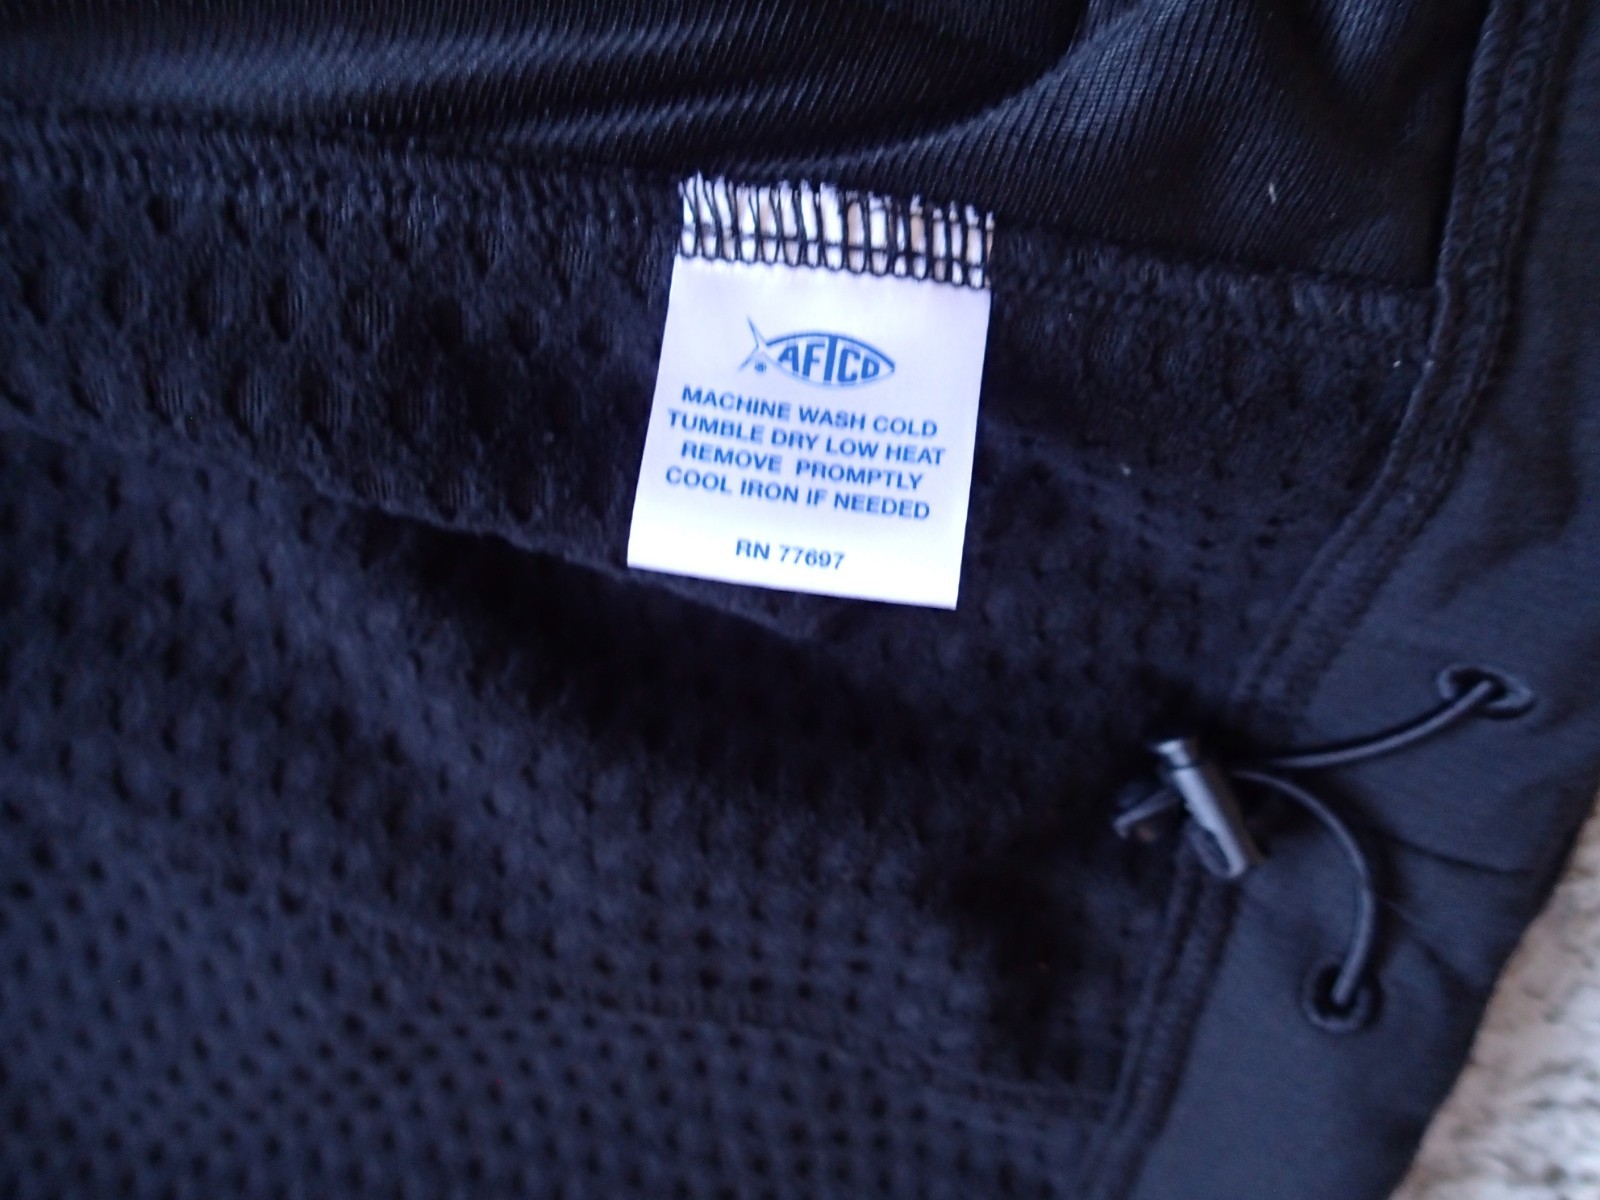 AFTCO
MACHINE WASH COLD
TUMBLE DRY LOW HEAT
REMOVE PROMPTLY
COOL IRON IF NEEDED
RN 77697